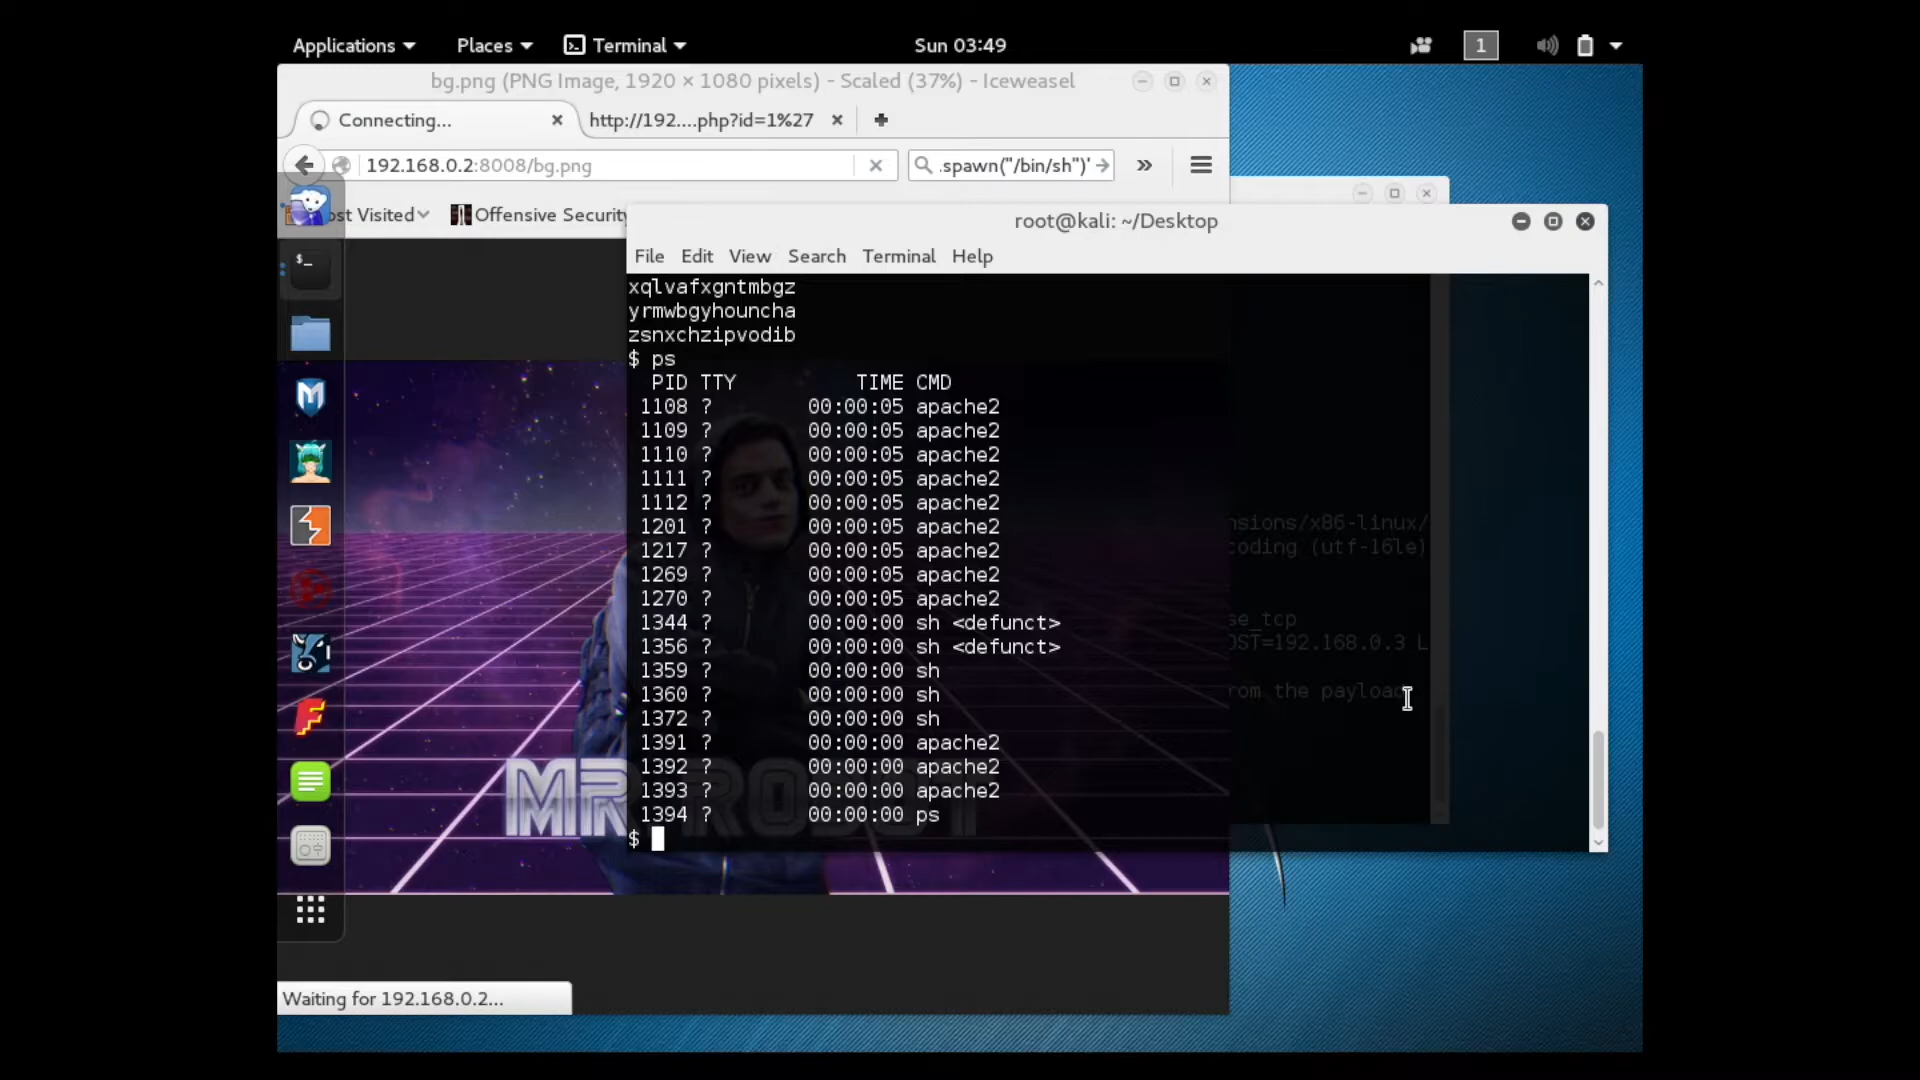 Applications
Places
Terminal
Sun 03:49
1
bg.png (PNG Image, 1920 × 1080 pixels) - Scaled (37%) - Iceweasel
Connecting...
http://192....php?id=1%27
192.168.0.2:8008/bg.png
.spawn("/bin/sh")'
ost Visited
Offensive Security
root@kali: ~/Desktop
File Edit View Search Terminal Help
xqlvafxgntmbgz
yrmwbgyhouncha
zsnxchzipvodib
$ ps
PID TTY TIME CMD
1108 ? 00:00:05 apache2
1109 ? 00:00:05 apache2
1110 ? 00:00:05 apache2
1111 ? 00:00:05 apache2
1112 ? 00:00:05 apache2
1201 ? 00:00:05 apache2
1217 ? 00:00:05 apache2
1269 ? 00:00:05 apache2
1270 ? 00:00:05 apache2
1344 ? 00:00:00 sh <defunct>
1356 ? 00:00:00 sh <defunct>
1359 ? 00:00:00 sh
1360 ? 00:00:00 sh
1372 ? 00:00:00 sh
1391 ? 00:00:00 apache2
1392 ? 00:00:00 apache2
1393 ? 00:00:00 apache2
1394 ? 00:00:00 ps
$
nsions/x86-linux/
coding (utf-16le)
se_tcp
OST=192.168.0.3 L
rom the payload
MR ROBOT
Waiting for 192.168.0.2...